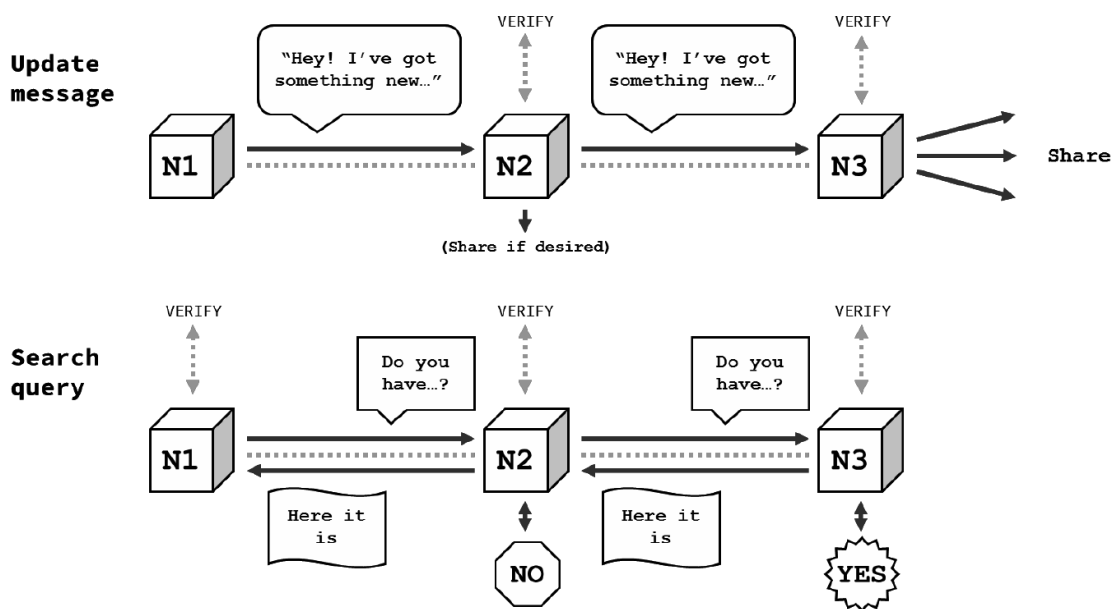 VERIFY
VERIFY
Update
message
“Hey! I've got
something new…”
“Hey! I've got
something new…”
N1
N2
N3
Share
(Share if desired)
VERIFY
VERIFY
VERIFY
Search
query
Do you
have…?
Do you
have…?
N1
N2
N3
Here it
is
Here it
is
NO
YES